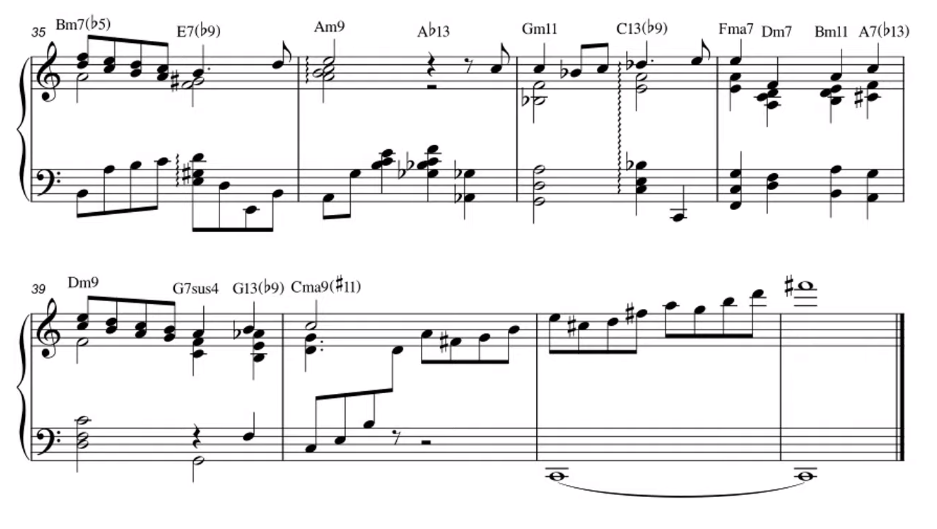 35 Bm7(♭5) E7(♭9) Am9 A♭13 Gm11 C13(♭9) Fma7 Dm7 Bm11 A7(♭13)
39 Dm9 G7sus4 G13(♭9) Cma9(♯11)